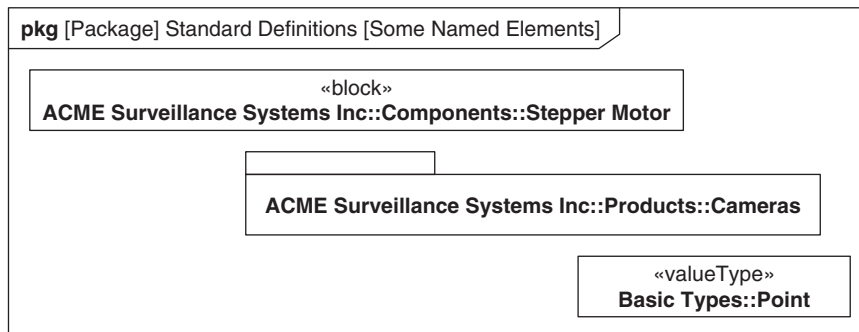 pkg [Package] Standard Definitions [Some Named Elements]
«block»
ACME Surveillance Systems Inc::Components::Stepper Motor
ACME Surveillance Systems Inc::Products::Cameras
«valueType»
Basic Types::Point